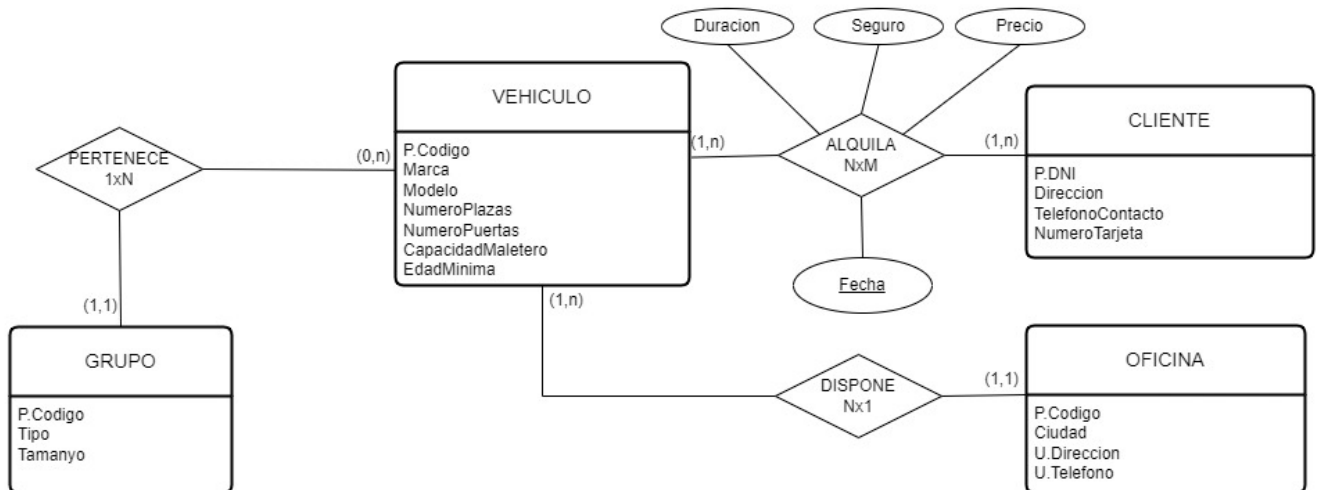 Duracion
Seguro
Precio
VEHICULO
P.Codigo
Marca
Modelo
NumeroPlazas
NumeroPuertas
CapacidadMaletero
EdadMinima
CLIENTE
P.DNI
Direccion
TelefonoContacto
NumeroTarjeta
PERTENECE
1xN
(0,n)
(1,n)
ALQUILA
NxM
(1,n)
Fecha
(1,1)
(1,n)
GRUPO
P.Codigo
Tipo
Tamanyo
DISPONE
Nx1
(1,1)
OFICINA
P.Codigo
Ciudad
U.Direccion
U.Telefono